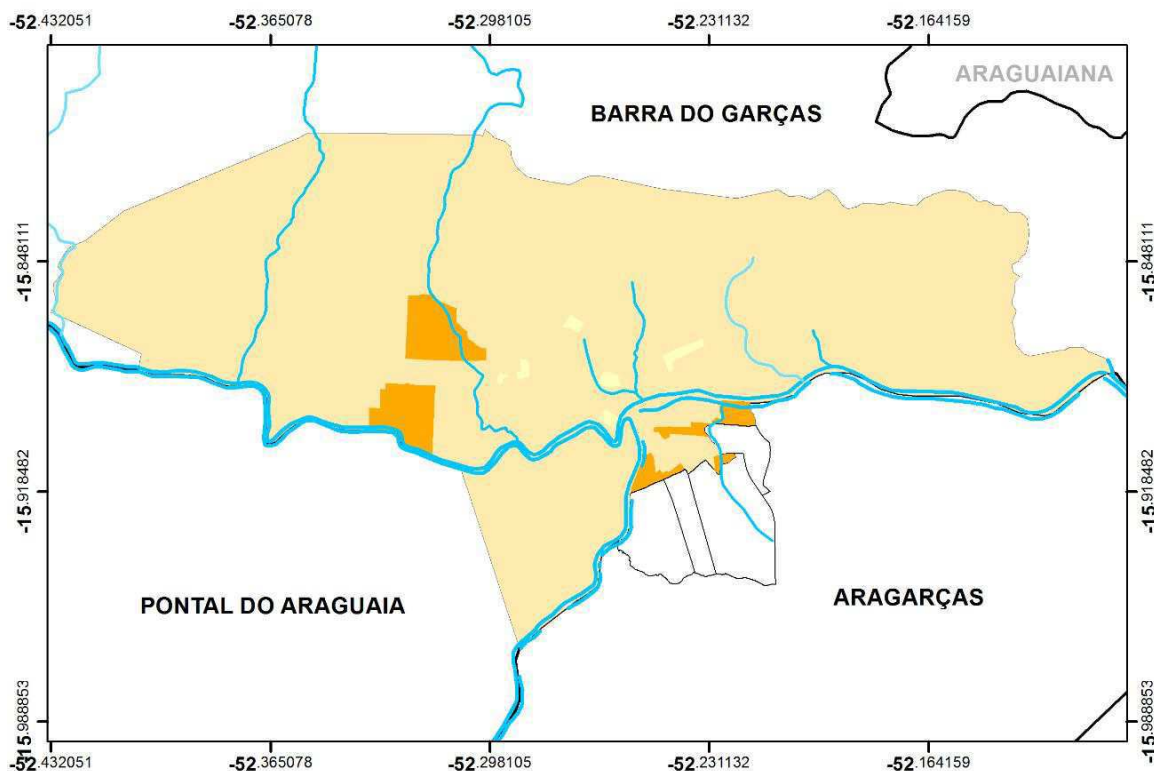 -52.432051 -52.365078 -52.298105 -52.231132 -52.164159
ARAGUAIANA
BARRA DO GARÇAS
-15.848111 -15.848111
-15.918482 -15.918482
PONTAL DO ARAGUAIA ARAGARÇAS
-15.988853 -15.988853
-52.432051 -52.365078 -52.298105 -52.231132 -52.164159